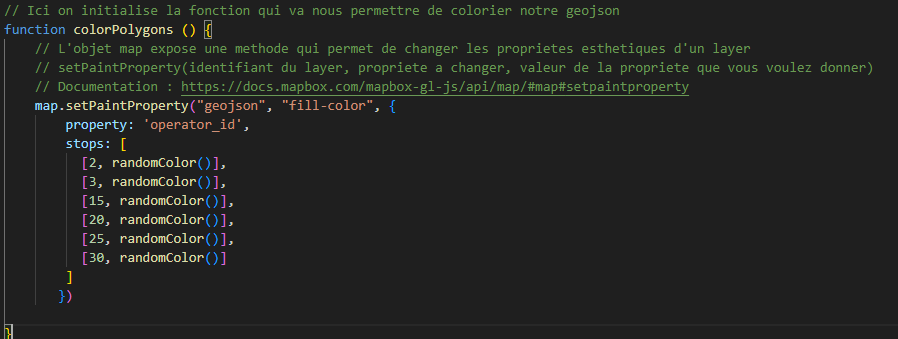 // Ici on initialise la fonction qui va nous permettre de colorier notre geojson
function colorPolygons () {
// L'objet map expose une methode qui permet de changer les proprietes esthetiques d'un layer
// setPaintProperty(identifiant du layer, propriete a changer, valeur de la propriete que vous voulez donner)
// Documentation : https://docs.mapbox.com/mapbox-gl-js/api/map/#map#setpaintproperty
map.setPaintProperty("geojson", "fill-color", {
property: 'operator_id',
stops: [
[2, randomColor()],
[3, randomColor()],
[15, randomColor()],
[20, randomColor()],
[25, randomColor()],
[30, randomColor()]
]
})
}